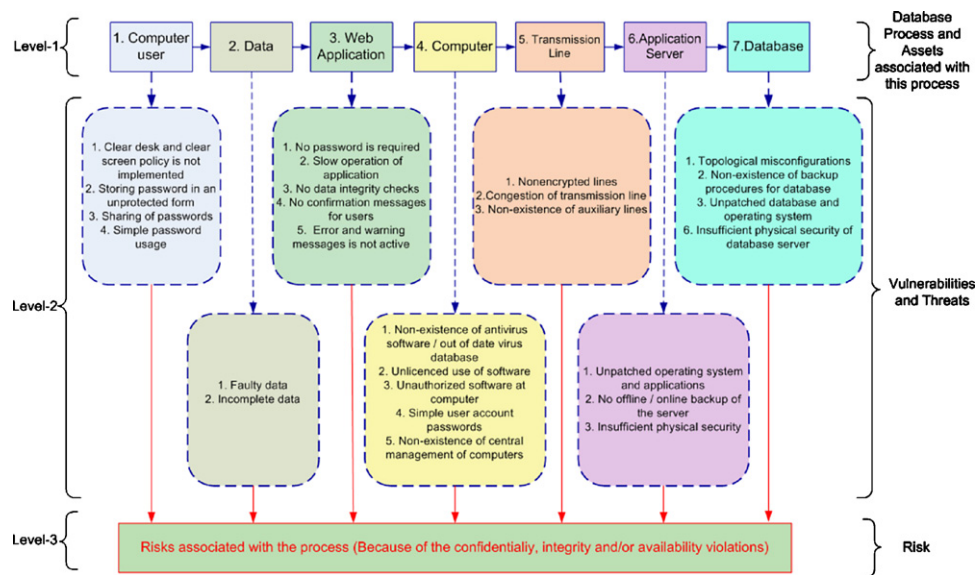 Level-1
1. Computer
user
2. Data
3. Web
Application
4. Computer
5. Transmission
Line
6.Application
Server
7.Database
Database
Process and
Assets
associated with
this process
Level-2
1. Clear desk and clear
screen policy is not
implemented
2. Storing password in an
unprotected form
3. Sharing of passwords
4. Simple password
usage
1. No password is required
2. Slow operation of
application
3. No data integrity checks
4. No confirmation messages
for users
5. Error and warning
messages is not active
1. Nonencrypted lines
2.Congestion of transmission line
3. Non-existence of auxiliary lines
1. Topological misconfigurations
2. Non-existence of backup
procedures for database
3. Unpatched database and
operating system
6. Insufficient physical security of
database server
Vulnerabilities
and Threats
1. Faulty data
2. Incomplete data
1. Non-existence of antivirus
software / out of date virus
database
2. Unlicenced use of software
3. Unauthorized software at
computer
4. Simple user account
passwords
5. Non-existence of central
management of computers
1. Unpatched operating system
and applications
2. No offline / online backup of
the server
3. Insufficient physical security
Level-3
Risks associated with the process (Because of the confidentialiy, integrity and/or availability violations)
Risk